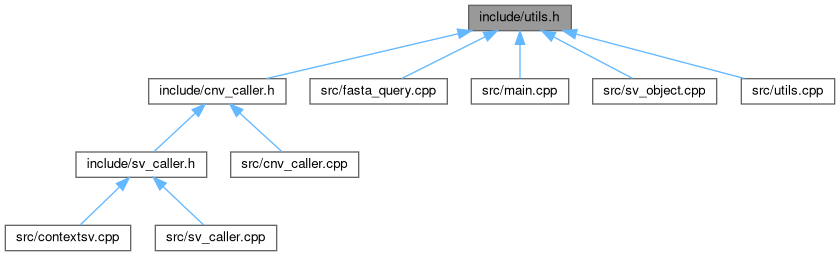 include/utils.h
include/cnv_caller.h
src/fasta_query.cpp
src/main.cpp
src/sv_object.cpp
src/utils.cpp
include/sv_caller.h
src/cnv_caller.cpp
src/contextsv.cpp
src/sv_caller.cpp